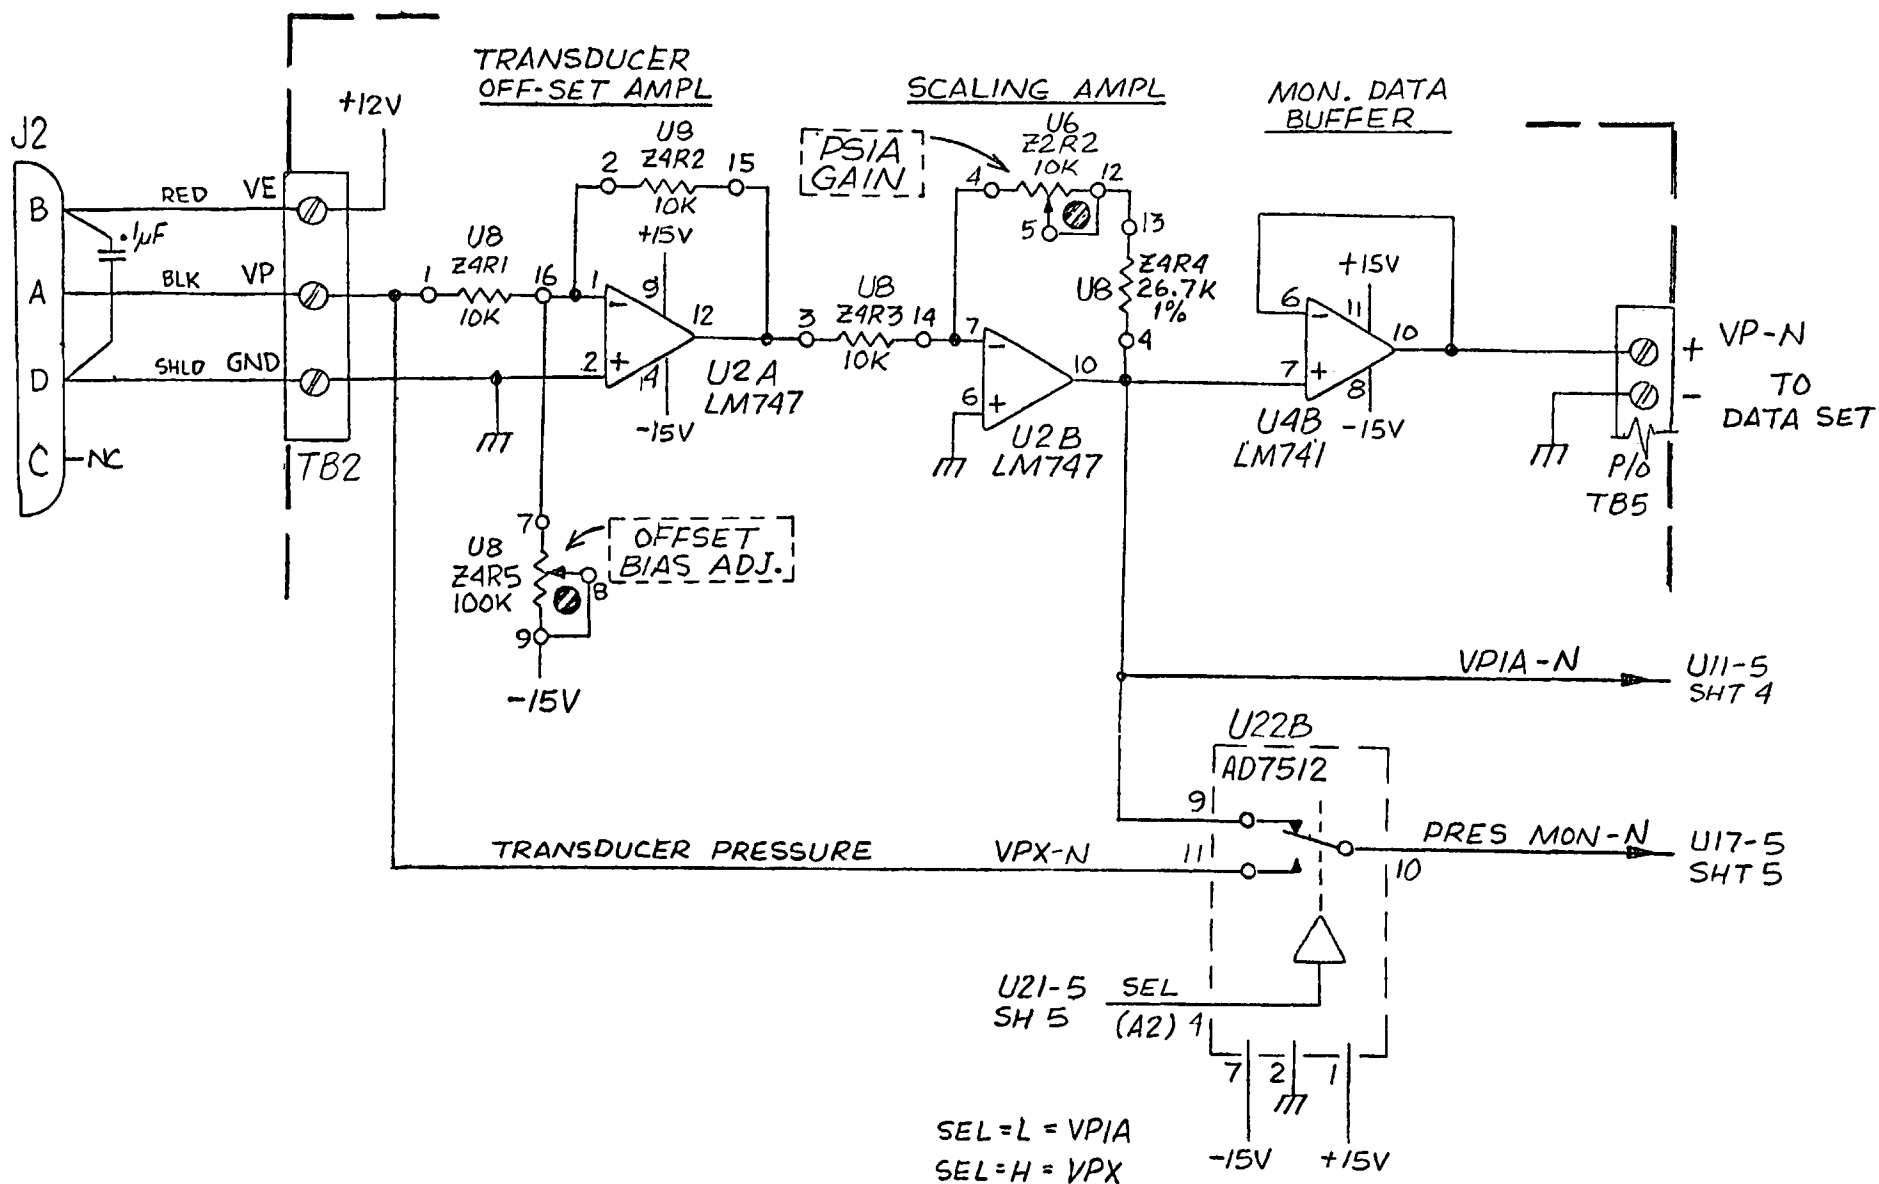 TRANSDUCER
OFF-SET AMPL
SCALING AMPL
MON. DATA
BUFFER
+12V
J2
U9
Z4R2
2
15
10K
+15V
PSIA
GAIN
U6
Z2R2
10K
4
12
5
13
B
RED
VE
.1µF
A
BLK
VP
D
SHLD
GND
C
NC
TB2
U8
Z4R1
1
16
10K
1
9
12
2
14
U2A
LM747
-15V
U8
3
Z4R3
14
10K
7
10
6
U2B
LM747
Z4R4
U8
26.7K
1%
4
+15V
6
11
10
7
8
U4B
-15V
LM741
+
VP-N
TO
-
DATA SET
P/O
TB5
7
U8
Z4R5
100K
8
9
-15V
OFFSET
BIAS ADJ.
VPIA-N
U11-5
SHT 4
U22B
AD7512
9
TRANSDUCER PRESSURE
VPX-N
11
10
PRES MON-N
U17-5
SHT 5
U21-5
SH 5
SEL
(A2)
4
7
2
1
-15V
+15V
SEL=L = VPIA
SEL=H = VPX